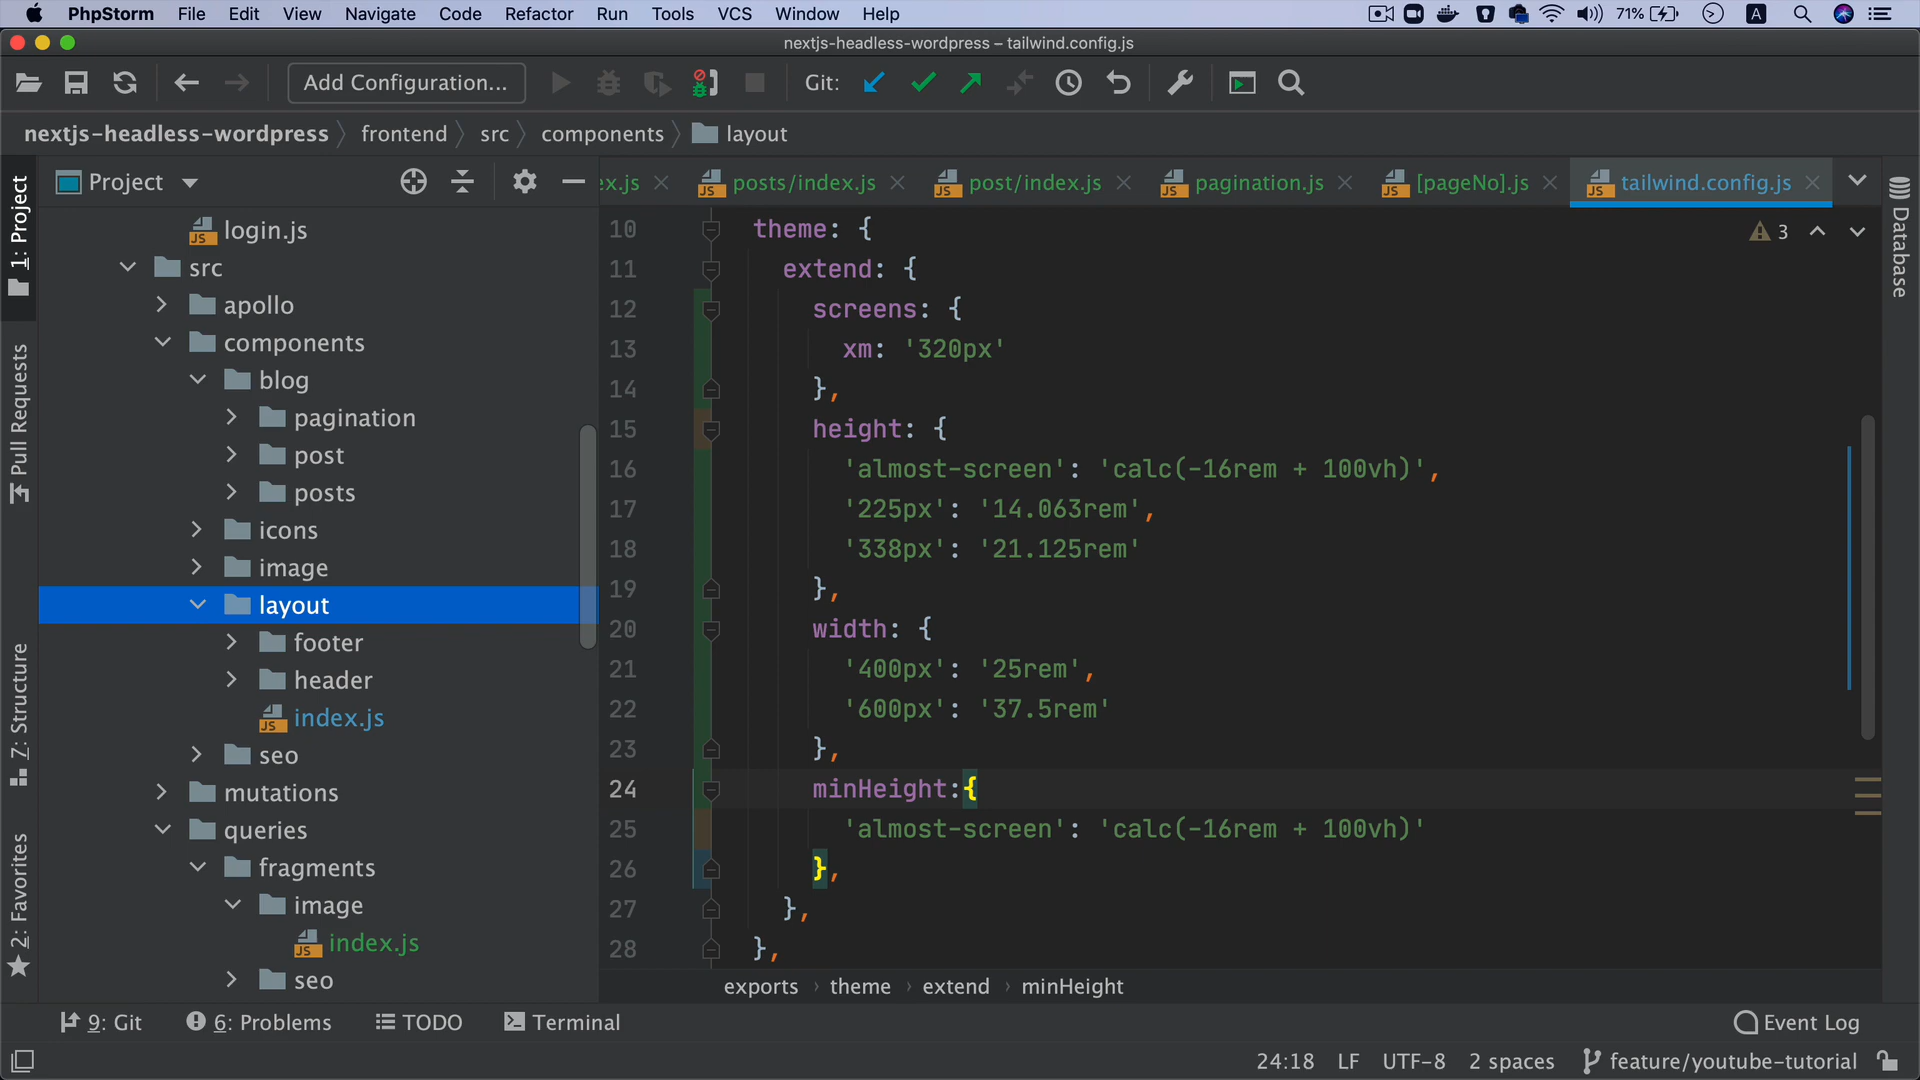 PhpStorm File Edit View Navigate Code Refactor Run Tools VCS Window Help 71% A
nextjs-headless-wordpress – tailwind.config.js
Add Configuration... Git:
nextjs-headless-wordpress frontend src components layout
Project
ex.js posts/index.js post/index.js pagination.js [pageNo].js tailwind.config.js
1: Project
Pull Requests
Z: Structure
2: Favorites
login.js
src
apollo
components
blog
pagination
post
posts
icons
image
layout
footer
header
index.js
seo
mutations
queries
fragments
image
index.js
seo
3
10 theme: {
11 extend: {
12 screens: {
13 xm: '320px'
14 },
15 height: {
16 'almost-screen': 'calc(-16rem + 100vh)',
17 '225px': '14.063rem',
18 '338px': '21.125rem'
19 },
20 width: {
21 '400px': '25rem',
22 '600px': '37.5rem'
23 },
24 minHeight:{
25 'almost-screen': 'calc(-16rem + 100vh)'
26 },
27 },
28 },
Database
exports › theme › extend › minHeight
9: Git 6: Problems TODO Terminal Event Log
24:18 LF UTF-8 2 spaces feature/youtube-tutorial